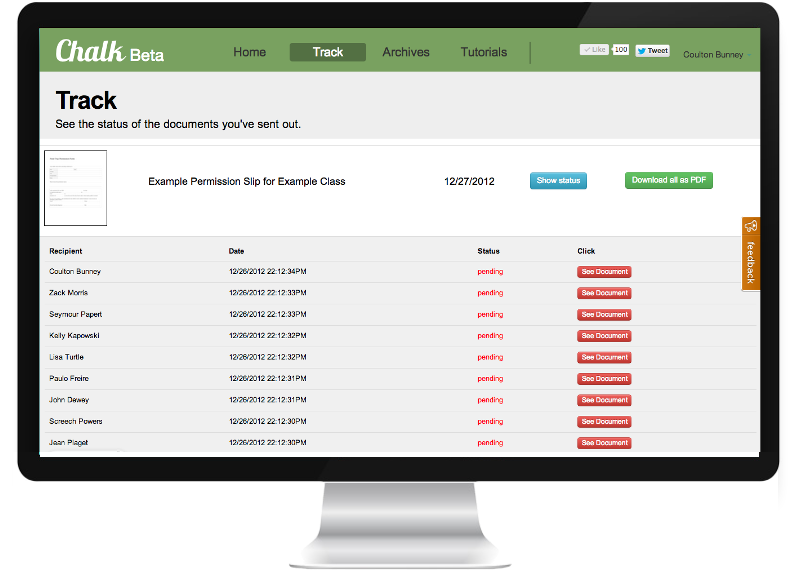 Chalk Beta
Home Track Archives Tutorials
Like 100 Tweet Coulton Bunney
Track
See the status of the documents you've sent out.
Example Permission Slip for Example Class 12/27/2012 Show status Download all as PDF
feedback
Recipient Date Status Click
Coulton Bunney 12/26/2012 22:12:34PM pending See Document
Zack Morris 12/26/2012 22:12:33PM pending See Document
Seymour Papert 12/26/2012 22:12:33PM pending See Document
Kelly Kapowski 12/26/2012 22:12:32PM pending See Document
Lisa Turtle 12/26/2012 22:12:32PM pending See Document
Paulo Freire 12/26/2012 22:12:31PM pending See Document
John Dewey 12/26/2012 22:12:31PM pending See Document
Screech Powers 12/26/2012 22:12:30PM pending See Document
Jean Piaget 12/26/2012 22:12:30PM pending See Document